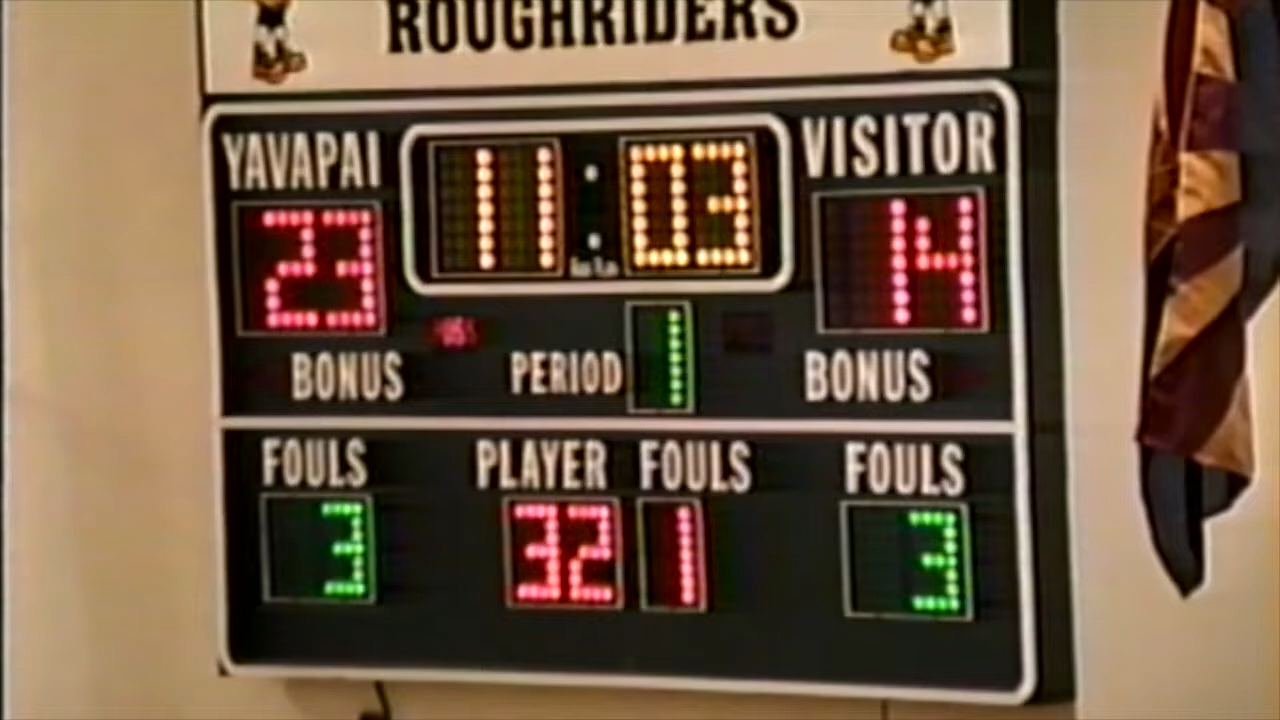 ROUGHRIDERS
YAVAPAI 11:03 VISITOR
23 14
BONUS PERIOD 1 BONUS
FOULS PLAYER FOULS FOULS
3 32 1 3